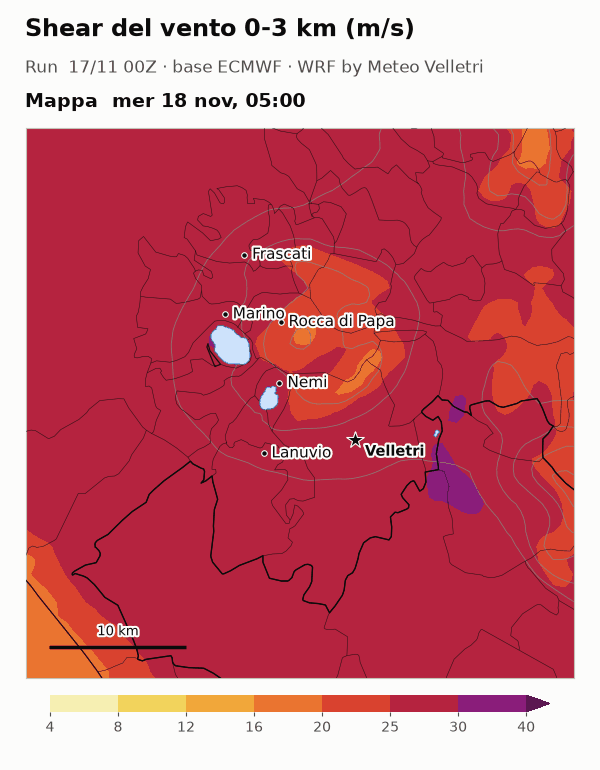 Shear del vento 0-3 km (m/s)
Run  17/11 00Z · base ECMWF · WRF by Meteo Velletri
Mappa  mer 18 nov, 05:00
Frascati
Marino
Rocca di Papa
Nemi
Velletri
Lanuvio
10 km
4 8 12 16 20 25 30 40